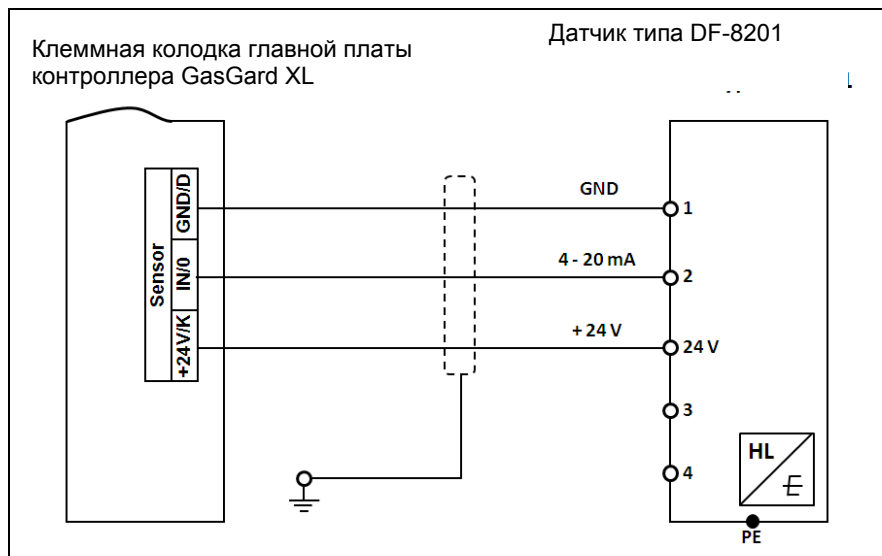 Клеммная колодка главной платы
контроллера GasGard XL
Датчик типа DF-8201
Sensor
GND/D
IN/0
+24V/K
GND
4 - 20 mA
+ 24 V
1
2
24 V
3
4
HL
E
PE